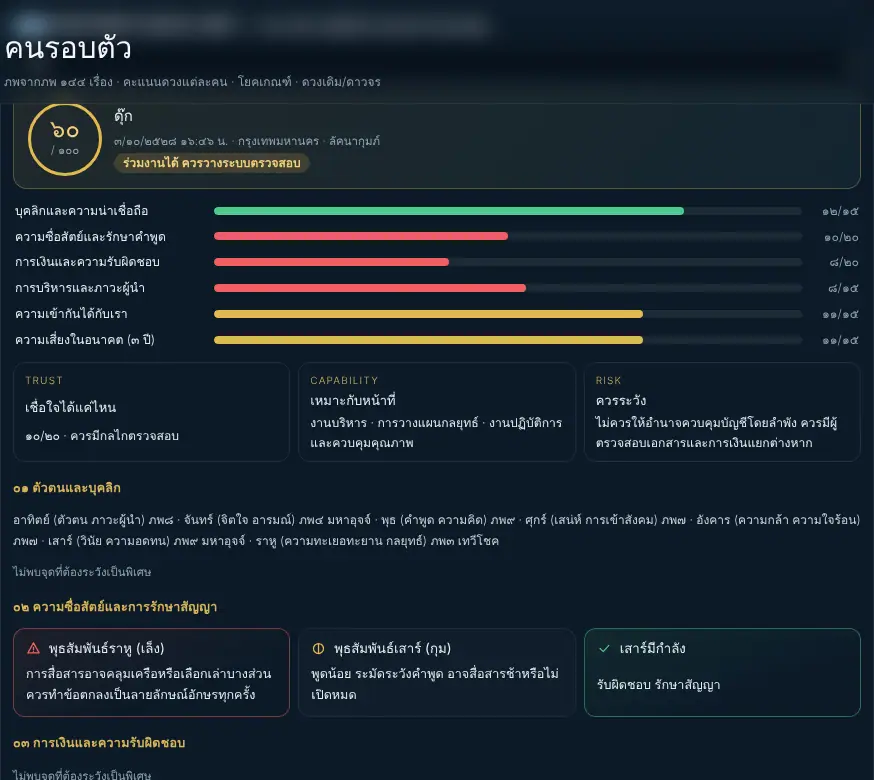 คนรอบตัว
ภพจากภพ ๑๔๔ เรื่อง · คะแนนดวงแต่ละคน · โยคเกณฑ์ · ดวงเดิม/ดาวจร
๖๐
/ ๑๐๐
ดุ๊ก
๓/๑๐/๒๕๒๘ ๑๖:๔๖ น. · กรุงเทพมหานคร · ลัคนากุมภ์
ร่วมงานได้ ควรวางระบบตรวจสอบ
บุคลิกและความน่าเชื่อถือ ๑๒/๑๕
ความซื่อสัตย์และรักษาคำพูด ๑๐/๒๐
การเงินและความรับผิดชอบ ๘/๒๐
การบริหารและภาวะผู้นำ ๘/๑๕
ความเข้ากันได้กับเรา ๑๑/๑๕
ความเสี่ยงในอนาคต (๓ ปี) ๑๑/๑๕
TRUST
เชื่อใจได้แค่ไหน
๑๐/๒๐ · ควรมีกลไกตรวจสอบ
CAPABILITY
เหมาะกับหน้าที่
งานบริหาร · การวางแผนกลยุทธ์ · งานปฏิบัติการ
และควบคุมคุณภาพ
RISK
ควรระวัง
ไม่ควรให้อำนาจควบคุมบัญชีโดยลำพัง ควรมีผู้
ตรวจสอบเอกสารและการเงินแยกต่างหาก
๐๑ ตัวตนและบุคลิก
อาทิตย์ (ตัวตน ภาวะผู้นำ) ภพ๘ · จันทร์ (จิตใจ อารมณ์) ภพ๔ มหาอุจจ์ · พุธ (คำพูด ความคิด) ภพ๙ · ศุกร์ (เสน่ห์ การเข้าสังคม) ภพ๗ · อังคาร (ความกล้า ความใจร้อน)
ภพ๗ · เสาร์ (วินัย ความอดทน) ภพ๙ มหาอุจจ์ · ราหู (ความทะเยอทะยาน กลยุทธ์) ภพ๓ เทวีโชค
ไม่พบจุดที่ต้องระวังเป็นพิเศษ
๐๒ ความซื่อสัตย์และการรักษาสัญญา
พุธสัมพันธ์ราหู (เล็ง)
การสื่อสารอาจคลุมเครือหรือเลือกเล่าบางส่วน
ควรทำข้อตกลงเป็นลายลักษณ์อักษรทุกครั้ง
พุธสัมพันธ์เสาร์ (กุม)
พูดน้อย ระมัดระวังคำพูด อาจสื่อสารช้าหรือไม่
เปิดหมด
เสาร์มีกำลัง
รับผิดชอบ รักษาสัญญา
๐๓ การเงินและความรับผิดชอบ
ไม่พบจุดที่ต้องระวังเป็นพิเศษ